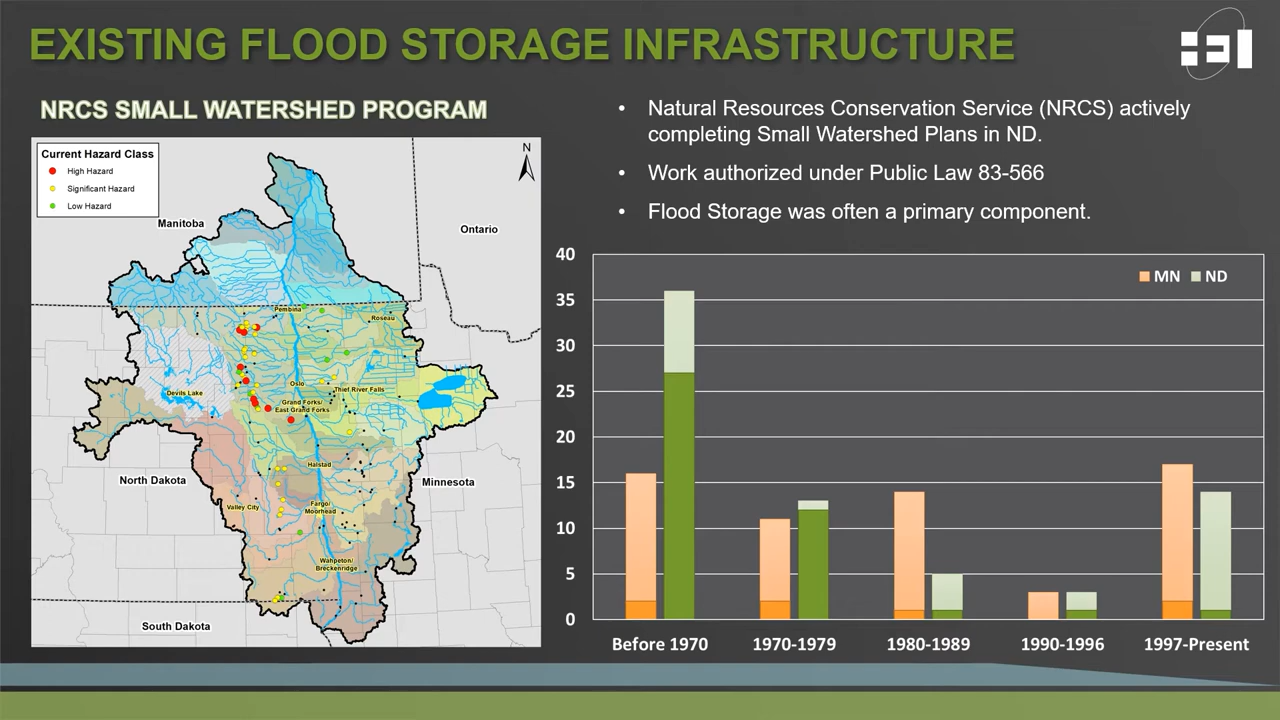 EXISTING FLOOD STORAGE INFRASTRUCTURE
NRCS SMALL WATERSHED PROGRAM
Current Hazard Class
High Hazard
Significant Hazard
Low Hazard
N
Manitoba
Ontario
Pembina
Roseau
Devils Lake
Oslo
Thief River Falls
Grand Forks/
East Grand Forks
North Dakota
Halstad
Minnesota
Valley City
Fargo/
Moorhead
Wahpeton/
Breckenridge
South Dakota
• Natural Resources Conservation Service (NRCS) actively
completing Small Watershed Plans in ND.
• Work authorized under Public Law 83-566
• Flood Storage was often a primary component.
40
35
30
25
20
15
10
5
0
MN ND
Before 1970 1970-1979 1980-1989 1990-1996 1997-Present